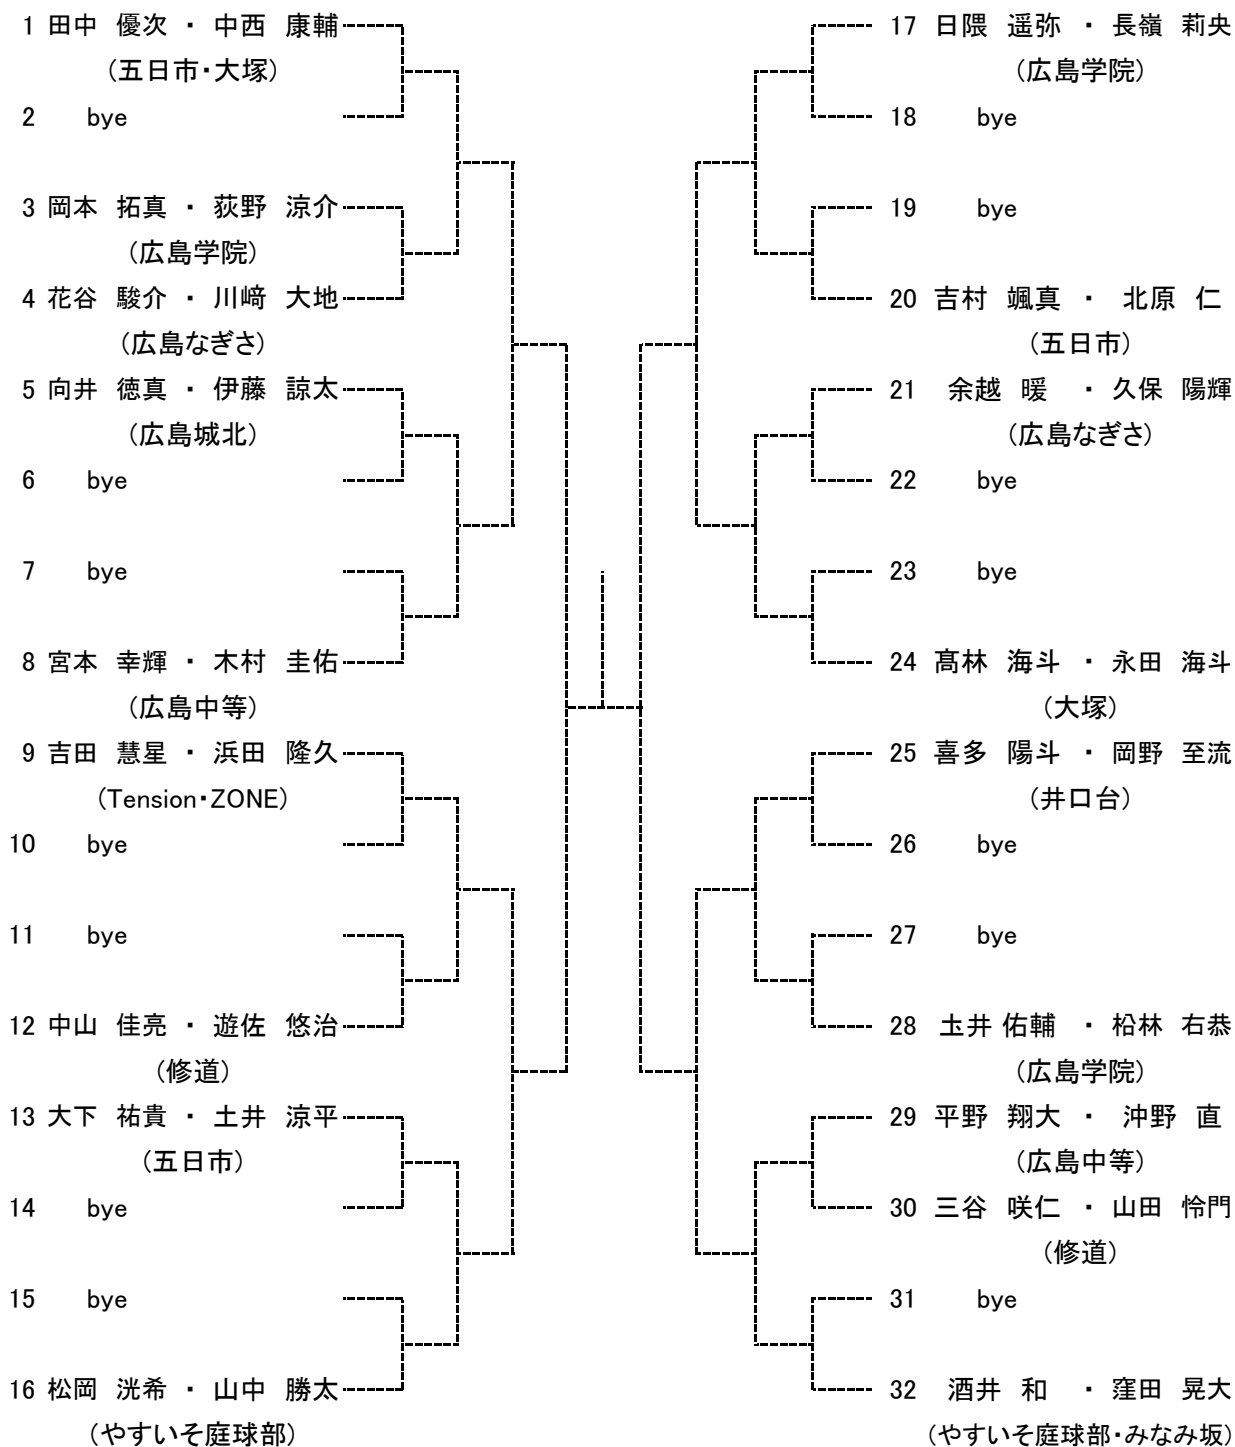 1 田中 優次 ・ 中西 康輔
(五日市・大塚)
2 bye
3 岡本 拓真 ・ 荻野 涼介
(広島学院)
4 花谷 駿介 ・ 川﨑 大地
(広島なぎさ)
5 向井 徳真 ・ 伊藤 諒太
(広島城北)
6 bye
7 bye
8 宮本 幸輝 ・ 木村 圭佑
(広島中等)
9 吉田 慧星 ・ 浜田 隆久
(Tension・ZONE)
10 bye
11 bye
12 中山 佳亮 ・ 遊佐 悠治
(修道)
13 大下 祐貴 ・ 土井 涼平
(五日市)
14 bye
15 bye
16 松岡 洸希 ・ 山中 勝太
(やすいそ庭球部)
17 日隈 遥弥 ・ 長嶺 莉央
(広島学院)
18 bye
19 bye
20 吉村 颯真 ・ 北原 仁
(五日市)
21 余越 暖 ・ 久保 陽輝
(広島なぎさ)
22 bye
23 bye
24 髙林 海斗 ・ 永田 海斗
(大塚)
25 喜多 陽斗 ・ 岡野 至流
(井口台)
26 bye
27 bye
28 圡井 佑輔 ・ 枩林 右恭
(広島学院)
29 平野 翔大 ・ 沖野 直
(広島中等)
30 三谷 咲仁 ・ 山田 怜門
(修道)
31 bye
32 酒井 和 ・ 窪田 晃大
(やすいそ庭球部・みなみ坂)